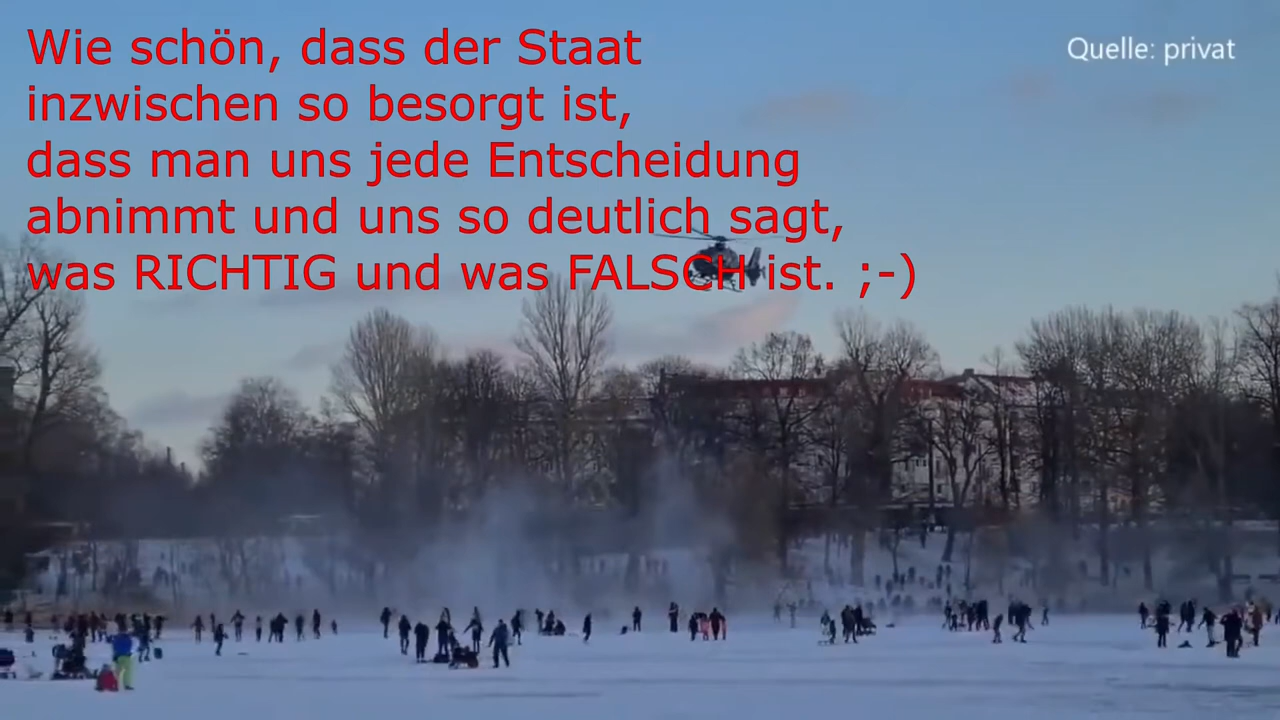 Wie schön, dass der Staat
inzwischen so besorgt ist,
dass man uns jede Entscheidung
abnimmt und uns so deutlich sagt,
was RICHTIG und was FALSCH ist. ;-)
Quelle: privat